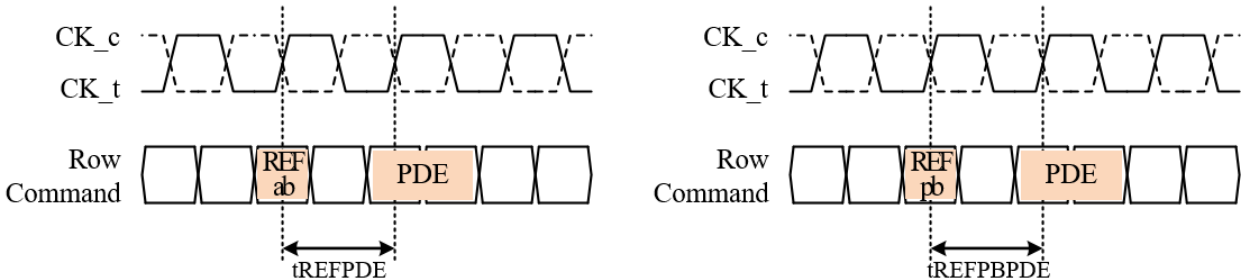 CK_c
CK_t
Row
Command
REF
ab
PDE
tREFPDE
CK_c
CK_t
Row
Command
REF
pb
PDE
tREFPBPDE